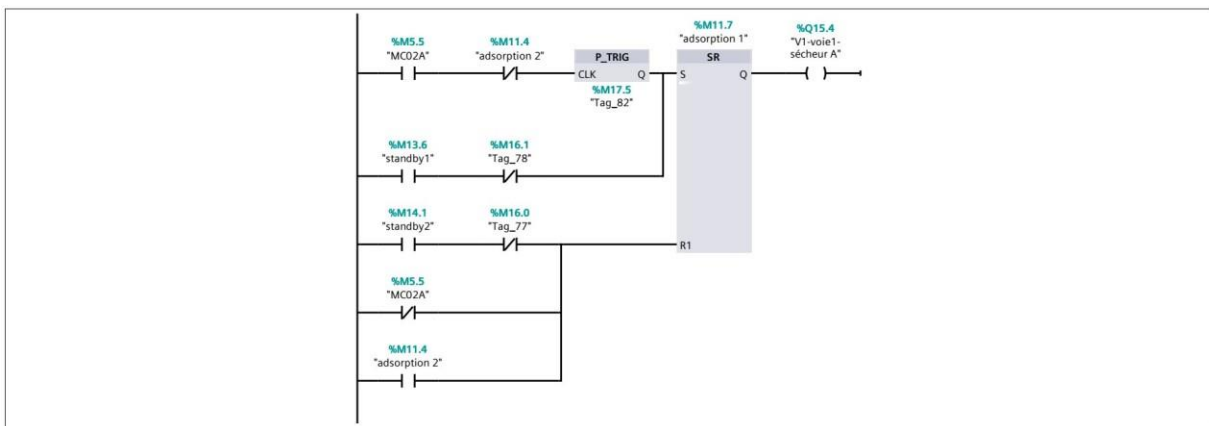 %M5.5
"MC02A"
%M11.4
"adsorption 2"
P_TRIG
CLK Q
%M17.5
"Tag_82"
%M11.7
"adsorption 1"
SR
S Q
%Q15.4
"V1-voie1-
sécheur A"
%M13.6
"standby1"
%M16.1
"Tag_78"
%M14.1
"standby2"
%M16.0
"Tag_77"
R1
%M5.5
"MC02A"
%M11.4
"adsorption 2"